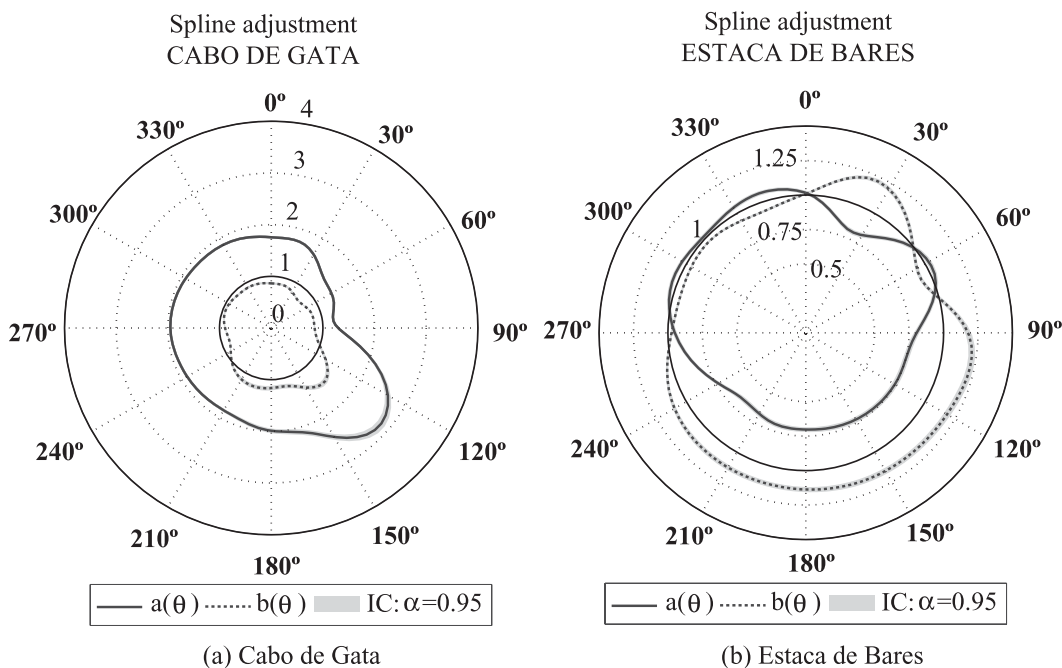 Spline adjustment
CABO DE GATA
0º
30º
60º
90º
120º
150º
180º
210º
240º
270º
300º
330º
4
3
2
1
0
a(θ) b(θ) IC: α=0.95
(a) Cabo de Gata
Spline adjustment
ESTACA DE BARES
0º
30º
60º
90º
120º
150º
180º
210º
240º
270º
300º
330º
1.25
1
0.75
0.5
a(θ) b(θ) IC: α=0.95
(b) Estaca de Bares